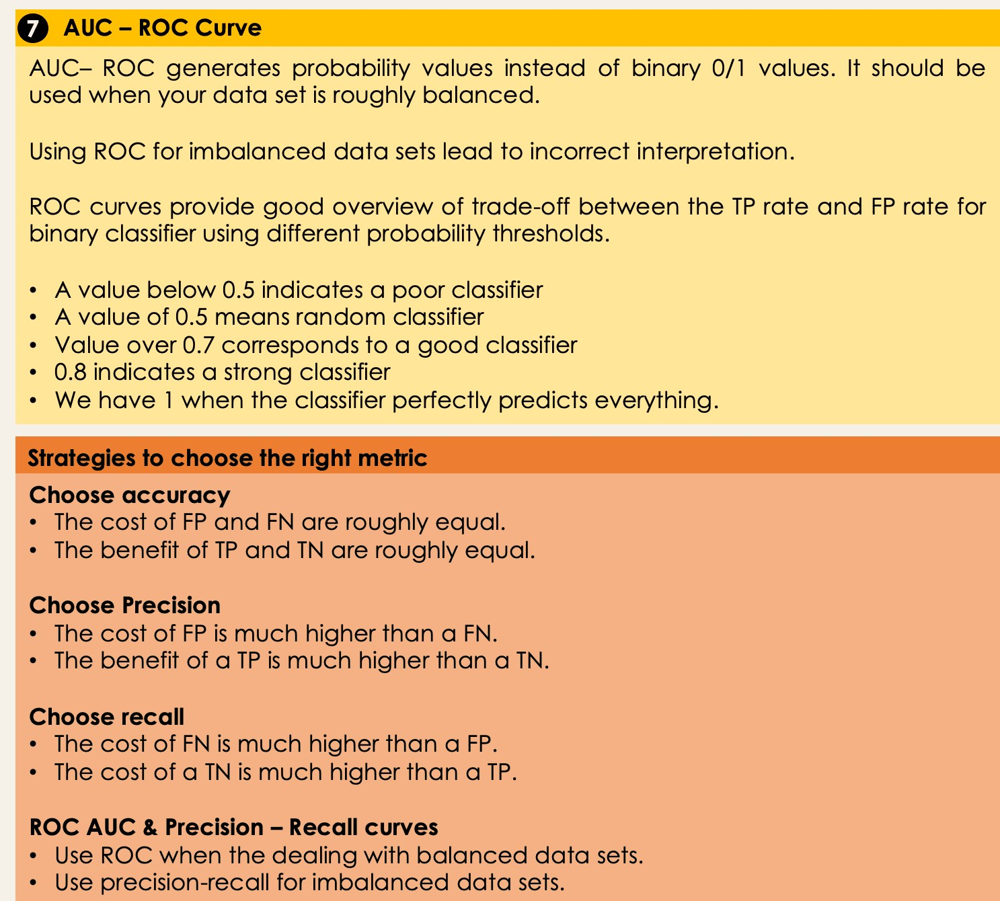 7 AUC – ROC Curve
AUC– ROC generates probability values instead of binary 0/1 values. It should be
used when your data set is roughly balanced.
Using ROC for imbalanced data sets lead to incorrect interpretation.
ROC curves provide good overview of trade-off between the TP rate and FP rate for
binary classifier using different probability thresholds.
• A value below 0.5 indicates a poor classifier
• A value of 0.5 means random classifier
• Value over 0.7 corresponds to a good classifier
• 0.8 indicates a strong classifier
• We have 1 when the classifier perfectly predicts everything.
Strategies to choose the right metric
Choose accuracy
• The cost of FP and FN are roughly equal.
• The benefit of TP and TN are roughly equal.
Choose Precision
• The cost of FP is much higher than a FN.
• The benefit of a TP is much higher than a TN.
Choose recall
• The cost of FN is much higher than a FP.
• The cost of a TN is much higher than a TP.
ROC AUC & Precision – Recall curves
• Use ROC when the dealing with balanced data sets.
• Use precision-recall for imbalanced data sets.